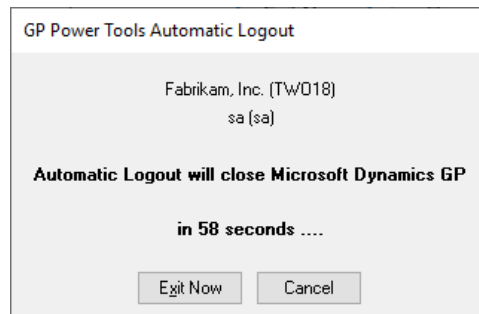 GP Power Tools Automatic Logout
Fabrikam, Inc. (TWO18)
sa (sa)
Automatic Logout will close Microsoft Dynamics GP
in 58 seconds ....
Exit Now
Cancel